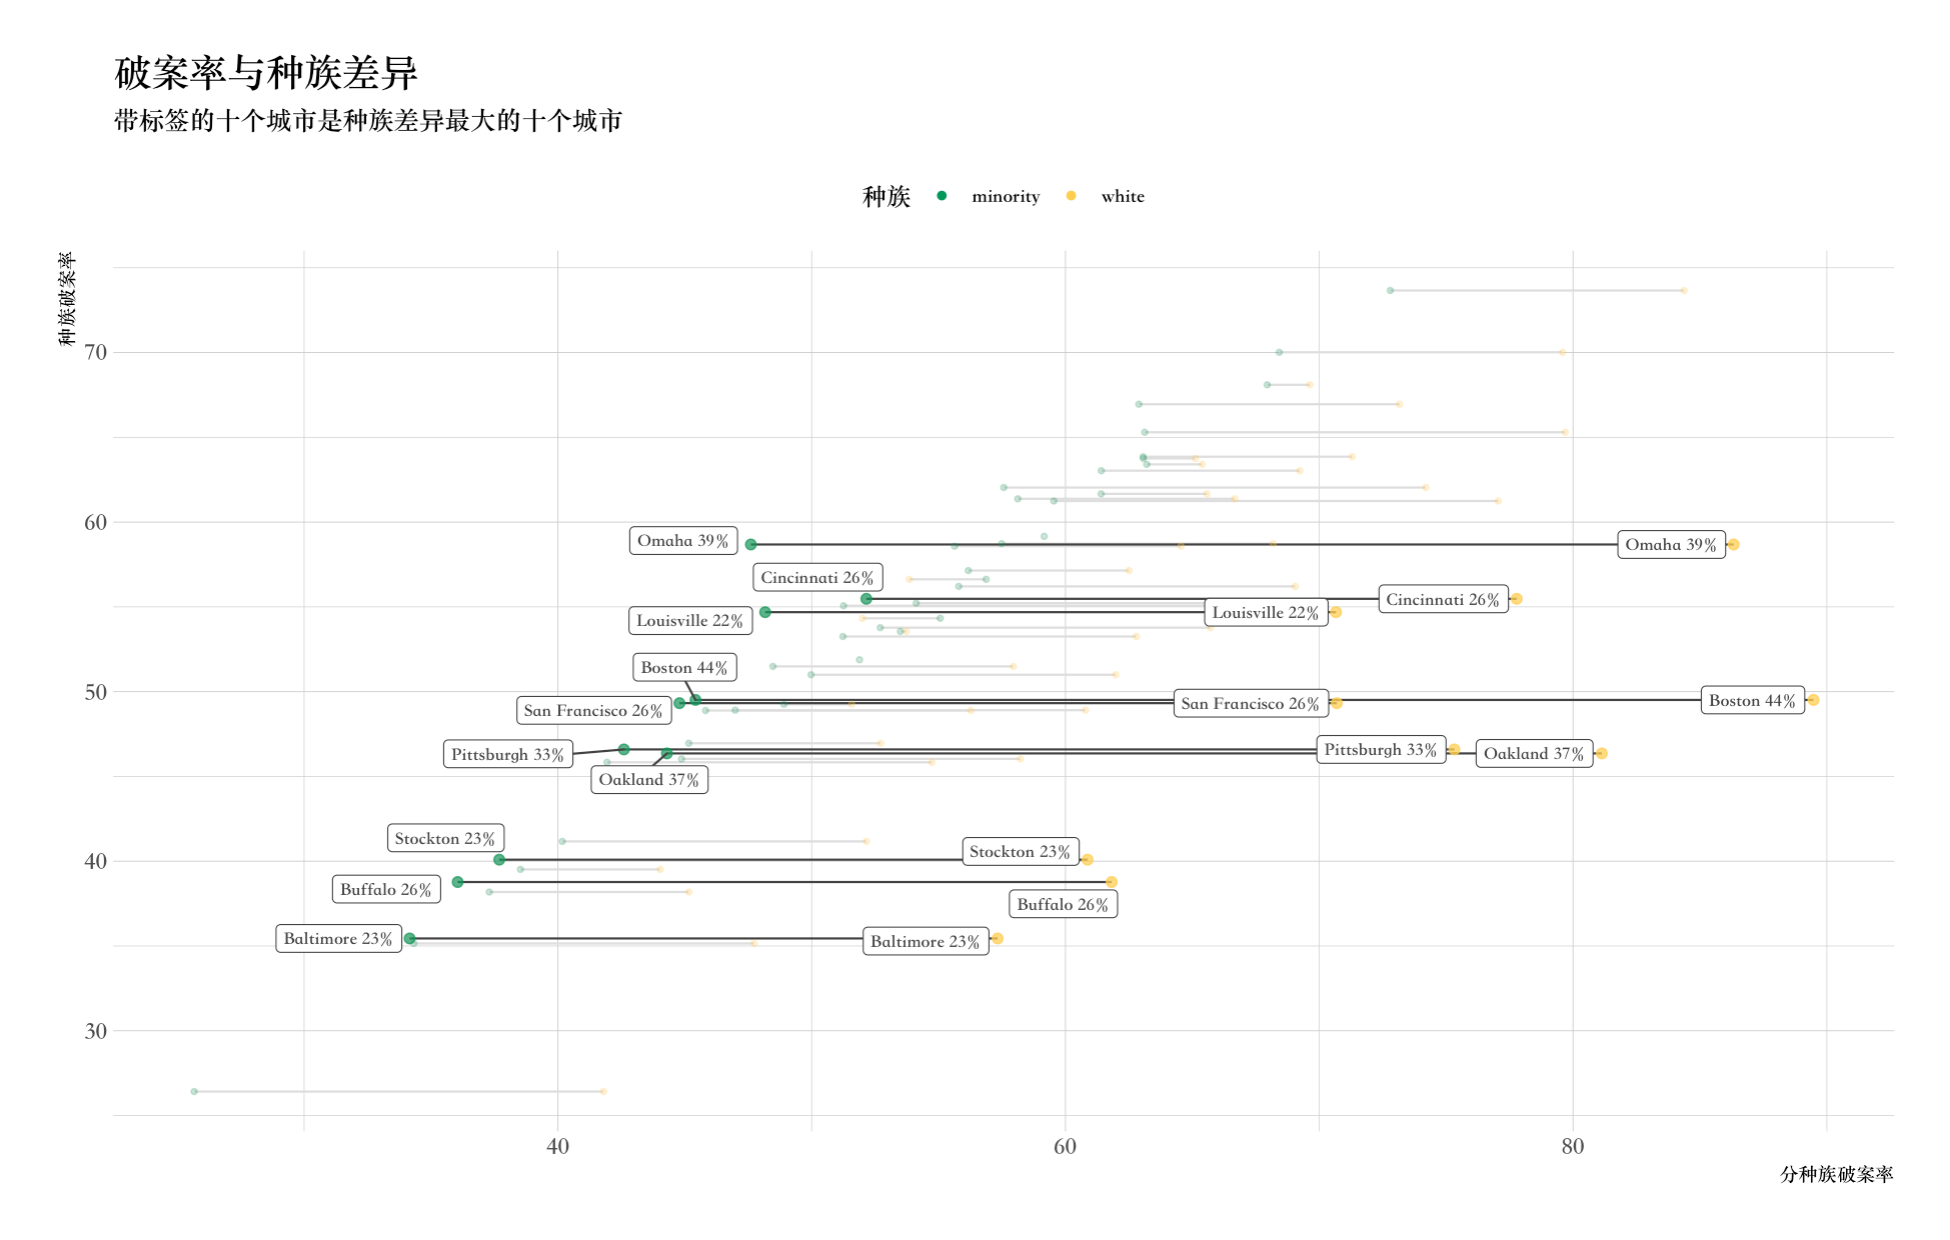 破案率与种族差异
带标签的十个城市是种族差异最大的十个城市
种族 minority white
种族破案率
70
60
50
40
30
Omaha 39%
Omaha 39%
Cincinnati 26%
Cincinnati 26%
Louisville 22%
Louisville 22%
Boston 44%
Boston 44%
San Francisco 26%
San Francisco 26%
Pittsburgh 33%
Pittsburgh 33%
Oakland 37%
Oakland 37%
Stockton 23%
Stockton 23%
Buffalo 26%
Buffalo 26%
Baltimore 23%
Baltimore 23%
40 60 80
分种族破案率